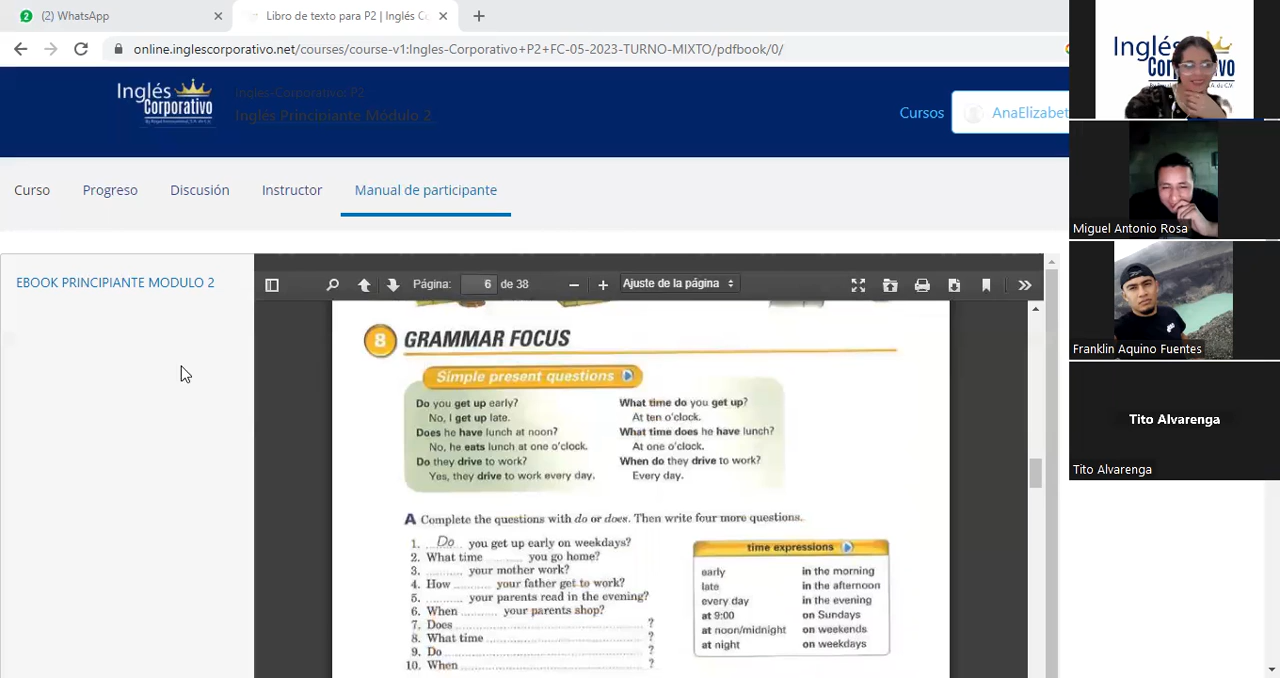 (2) WhatsApp
Libro de texto para P2 | Inglés Co
online.inglescorporativo.net/courses/course-v1:Ingles-Corporativo+P2+FC-05-2023-TURNO-MIXTO/pdfbook/0/
Inglés Corporativo
Ingles-Corporativo: P2
Inglés Principiante Módulo 2
Cursos
AnaElizabet
Curso
Progreso
Discusión
Instructor
Manual de participante
EBOOK PRINCIPIANTE MODULO 2
Página: 6 de 38
Ajuste de la página
8 GRAMMAR FOCUS
Simple present questions
Do you get up early?
No, I get up late.
Does he have lunch at noon?
No, he eats lunch at one o'clock.
Do they drive to work?
Yes, they drive to work every day.
What time do you get up?
At ten o'clock.
What time does he have lunch?
At one o'clock.
When do they drive to work?
Every day.
A Complete the questions with do or does. Then write four more questions.
1. Do you get up early on weekdays?
2. What time ........ you go home?
3. ........ your mother work?
4. How ........ your father get to work?
5. ........ your parents read in the evening?
6. When ........ your parents shop?
7. Does ........ ?
8. What time ........ ?
9. Do ........ ?
10. When ........ ?
time expressions
early
late
every day
at 9:00
at noon/midnight
at night
in the morning
in the afternoon
in the evening
on Sundays
on weekends
on weekdays
Inglés
Corporativo
Miguel Antonio Rosa
Franklin Aquino Fuentes
Tito Alvarenga
Tito Alvarenga